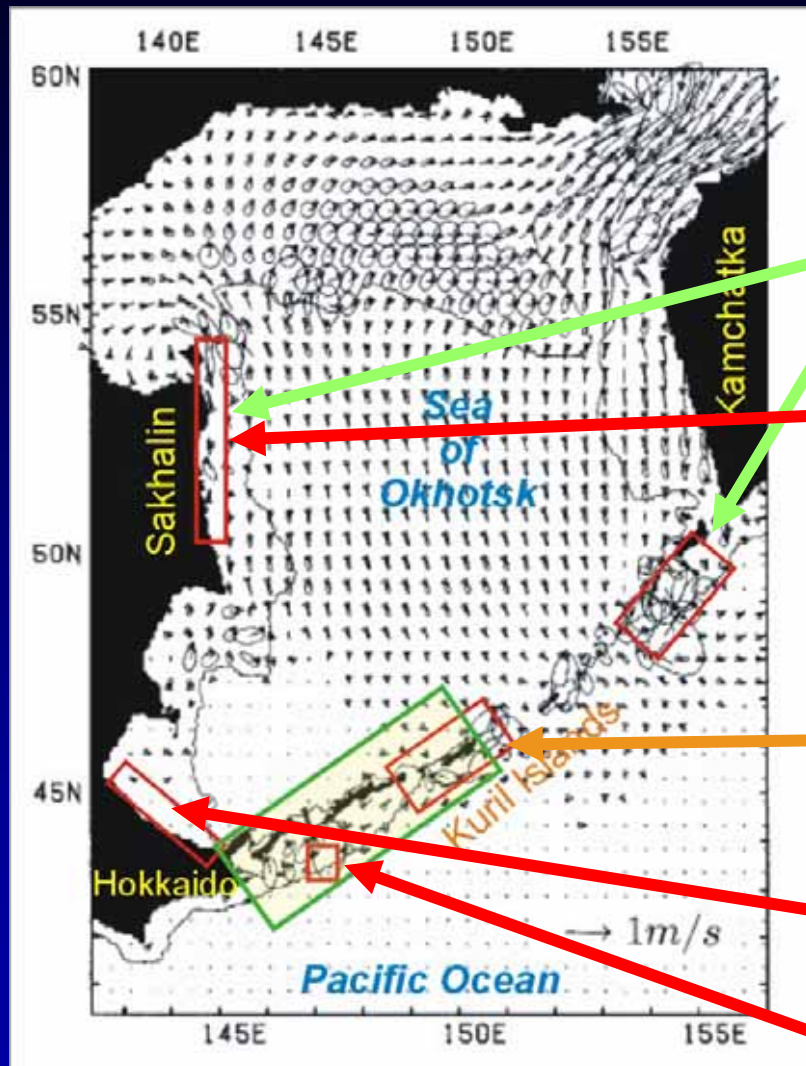 140E 145E 150E 155E
60N
Kamchatka
55N
Sakhalin
Sea
of
Okhotsk
50N
Kuril Islands
45N
Hokkaido
→ 1m/s
Pacific Ocean
145E 150E 155E